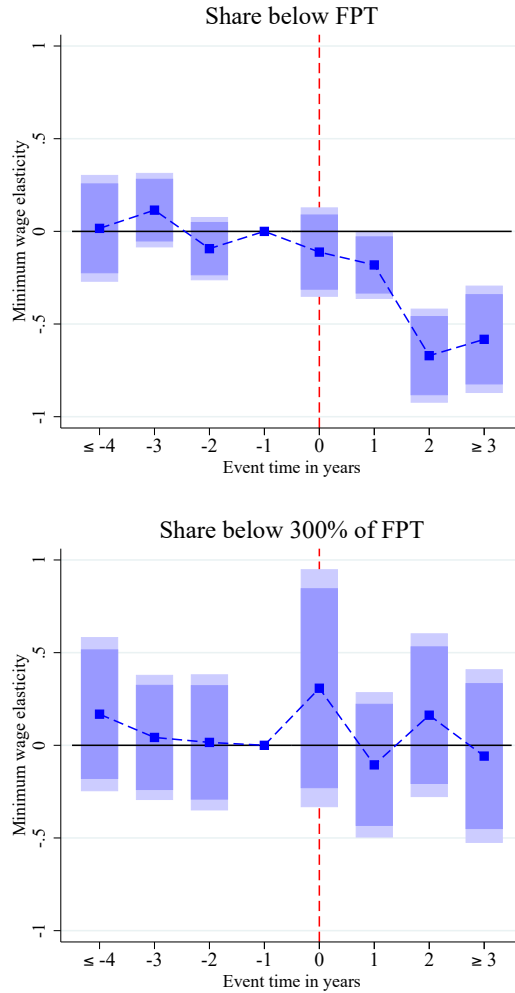 Share below FPT
Minimum wage elasticity
1
.5
0
-.5
-1
≤ -4 -3 -2 -1 0 1 2 ≥ 3
Event time in years
Share below 300% of FPT
Minimum wage elasticity
1
.5
0
-.5
-1
≤ -4 -3 -2 -1 0 1 2 ≥ 3
Event time in years